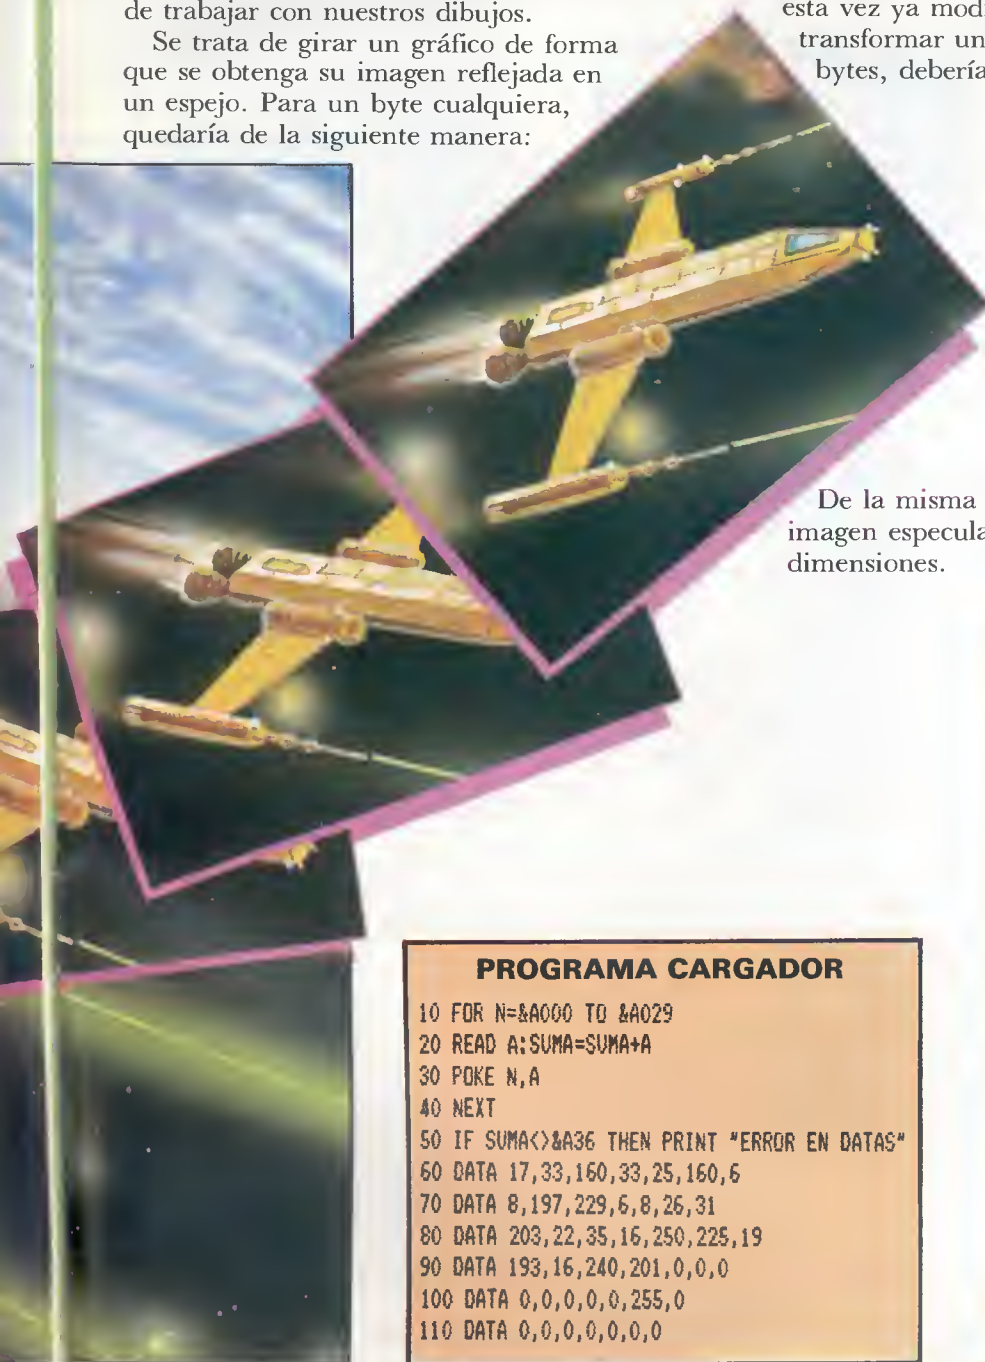 de trabajar con nuestros dibujos.
Se trata de girar un gráfico de forma
que se obtenga su imagen reflejada en
un espejo. Para un byte cualquiera,
quedaría de la siguiente manera:
esta vez ya
transformar un
bytes, debería
De la misma
imagen
dimensiones.
PROGRAMA CARGADOR
10 FOR N=&A000 TO &A029
20 READ A:SUMA=SUMA+A
30 POKE N,A
40 NEXT
50 IF SUMA<>&A36 THEN PRINT "ERROR EN DATAS"
60 DATA 17,33,160,33,25,160,6
70 DATA 8,197,229,6,8,26,31
80 DATA 203,22,35,16,250,225,19
90 DATA 193,16,240,201,0,0,0
100 DATA 0,0,0,0,0,255,0
110 DATA 0,0,0,0,0,0,0